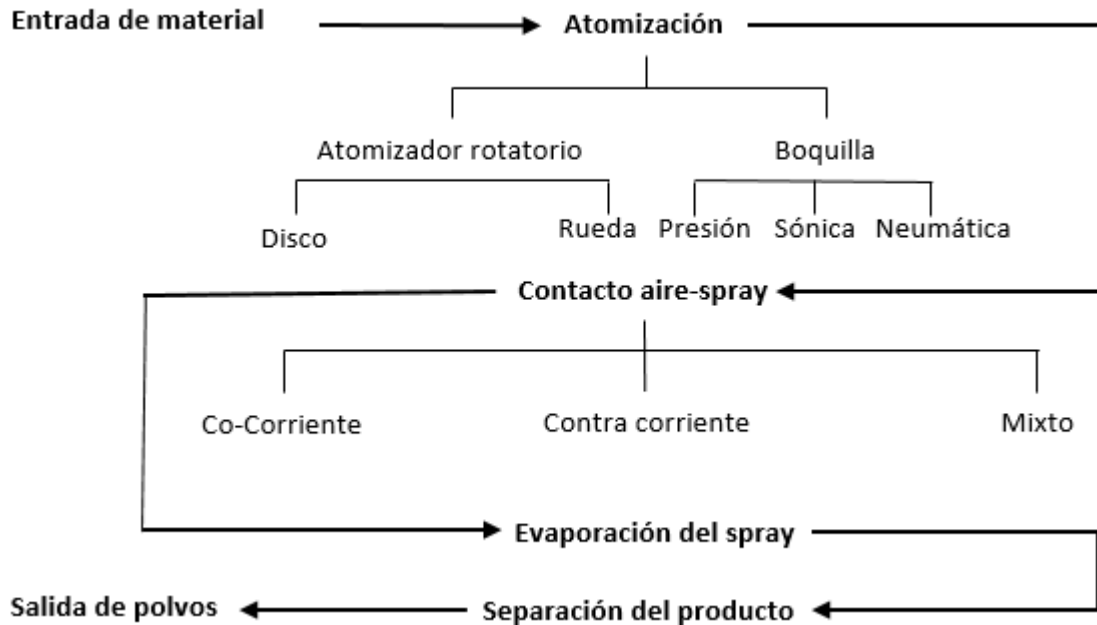 Entrada de material
Atomización
Atomizador rotatorio
Boquilla
Disco
Rueda
Presión
Sónica
Neumática
Contacto aire-spray
Co-Corriente
Contra corriente
Mixto
Evaporación del spray
Salida de polvos
Separación del producto